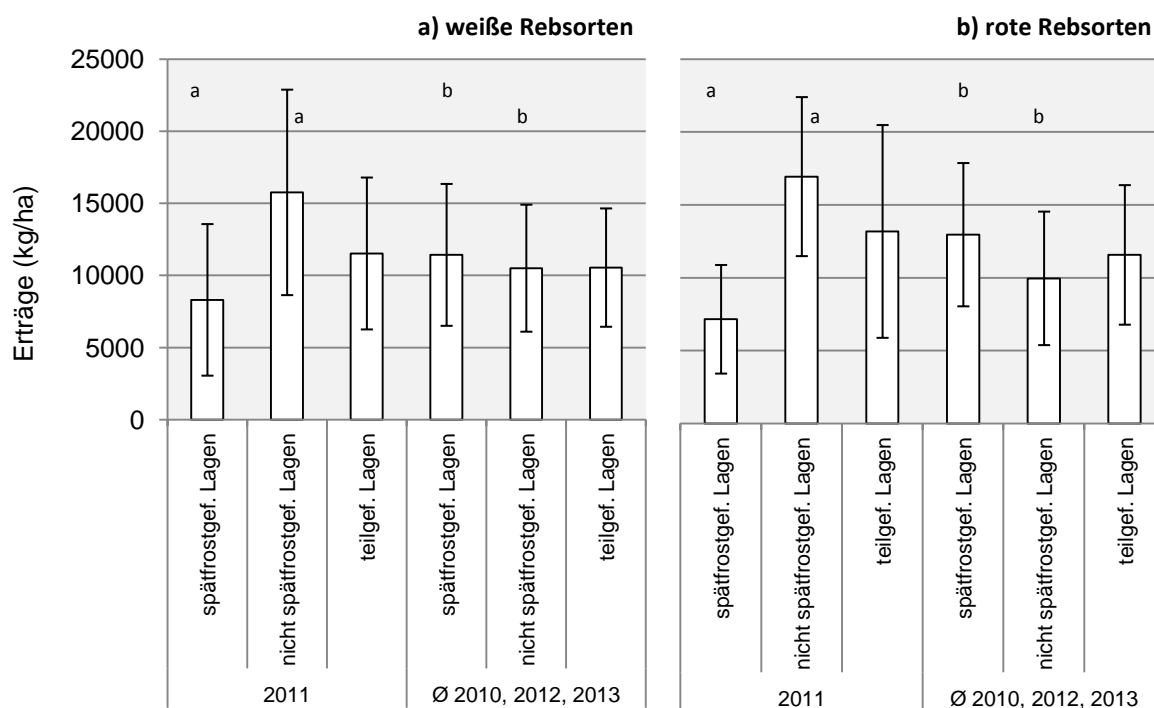 a) weiße Rebsorten
b) rote Rebsorten
Erträge (kg/ha)
25000
20000
15000
10000
5000
0
a
a
b
b
spätfrostgef. Lagen
nicht spätfrostgef. Lagen
teilgef. Lagen
spätfrostgef. Lagen
nicht spätfrostgef. Lagen
teilgef. Lagen
2011
Ø 2010, 2012, 2013
a
a
b
b
spätfrostgef. Lagen
nicht spätfrostgef. Lagen
teilgef. Lagen
spätfrostgef. Lagen
nicht spätfrostgef. Lagen
teilgef. Lagen
2011
Ø 2010, 2012, 2013